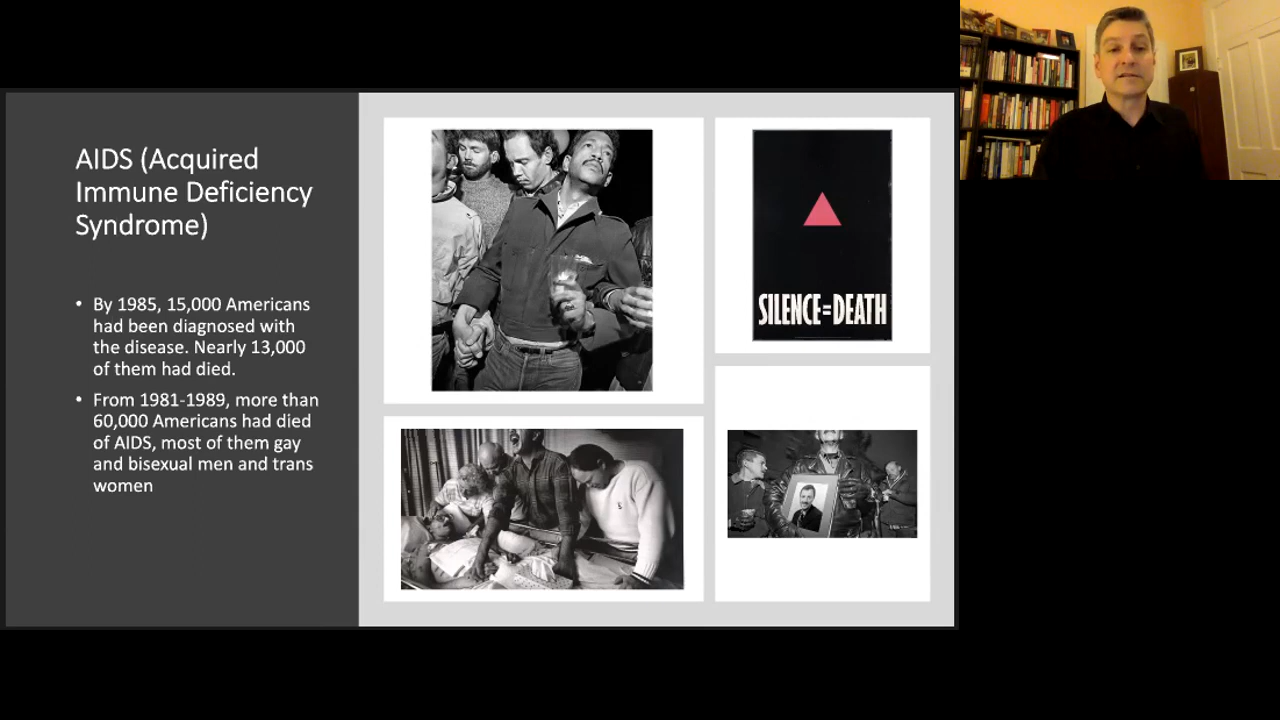 AIDS (Acquired
Immune Deficiency
Syndrome)
• By 1985, 15,000 Americans
had been diagnosed with
the disease. Nearly 13,000
of them had died.
• From 1981-1989, more than
60,000 Americans had died
of AIDS, most of them gay
and bisexual men and trans
women
SILENCE=DEATH